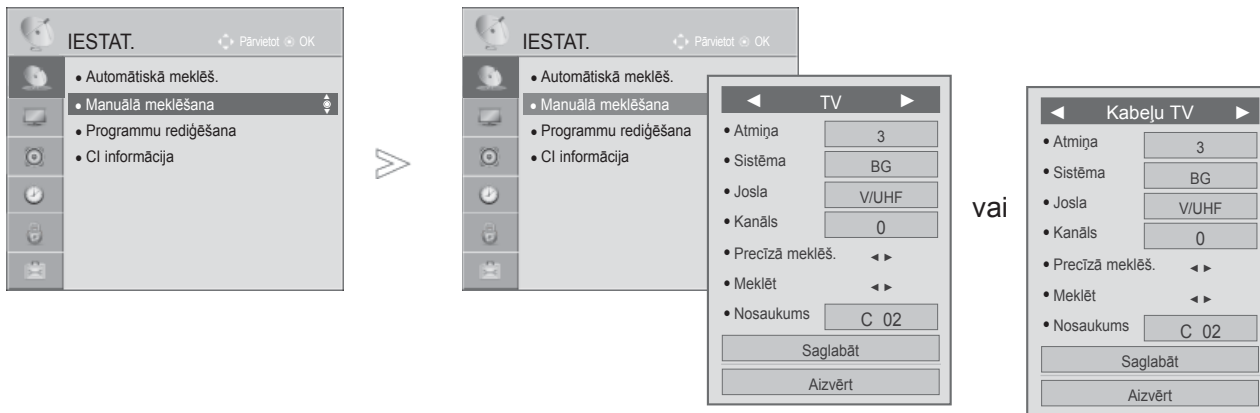 IESTAT. Pārvietot OK
• Automātiskā meklēš.
• Manuālā meklēšana
• Programmu rediģēšana
• CI informācija
IESTAT. Pārvietot OK
• Automātiskā meklēš.
• Manuālā meklēšana
• Programmu rediģēšana
• CI informācija
◄ TV ►
• Atmiņa 3
• Sistēma BG
• Josla V/UHF
• Kanāls 0
• Precīzā meklēš. ◄ ►
• Meklēt ◄ ►
• Nosaukums C 02
Saglabāt
Aizvērt
vai
◄ Kabeļu TV ►
• Atmiņa 3
• Sistēma BG
• Josla V/UHF
• Kanāls 0
• Precīzā meklēš. ◄ ►
• Meklēt ◄ ►
• Nosaukums C 02
Saglabāt
Aizvērt